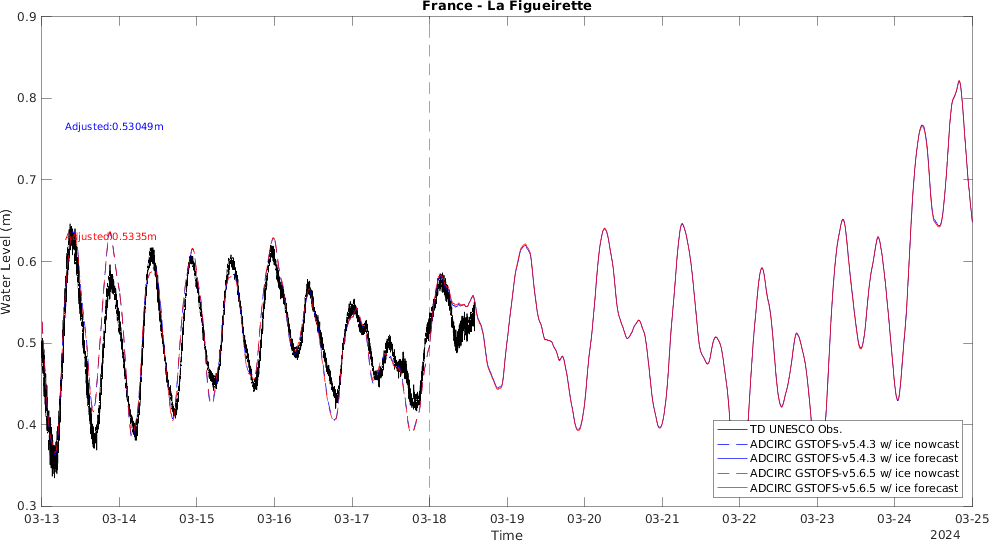 France - La Figueirette
0.9
0.8
0.7
0.6
0.5
0.4
0.3
Water Level (m)
Adjusted:0.53049m
Adjusted:0.5335m
TD UNESCO Obs.
ADCIRC GSTOFS-v5.4.3 w/ ice nowcast
ADCIRC GSTOFS-v5.4.3 w/ ice forecast
ADCIRC GSTOFS-v5.6.5 w/ ice nowcast
ADCIRC GSTOFS-v5.6.5 w/ ice forecast
03-13 03-14 03-15 03-16 03-17 03-18 03-19 03-20 03-21 03-22 03-23 03-24 03-25
Time
2024